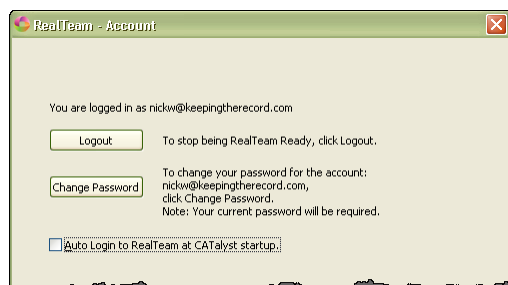 RealTeam - Account
You are logged in as nickw@keepingtherecord.com
Logout
To stop being RealTeam Ready, click Logout.
Change Password
To change your password for the account:
nickw@keepingtherecord.com,
click Change Password.
Note: Your current password will be required.
Auto Login to RealTeam at CATalyst startup.